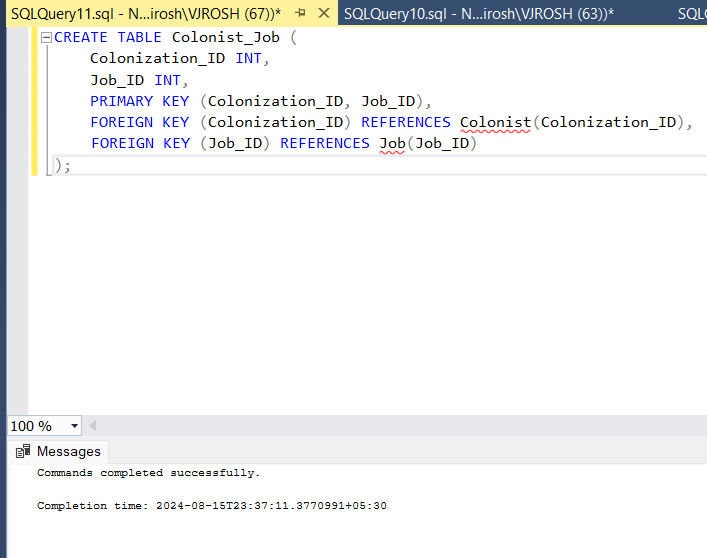 SQLQuery11.sql - N...irosh\VJROSH (67))*
SQLQuery10.sql - N...irosh\VJROSH (63))*
SQL
CREATE TABLE Colonist_Job (
Colonization_ID INT,
Job_ID INT,
PRIMARY KEY (Colonization_ID, Job_ID),
FOREIGN KEY (Colonization_ID) REFERENCES Colonist(Colonization_ID),
FOREIGN KEY (Job_ID) REFERENCES Job(Job_ID)
);
100 %
Messages
Commands completed successfully.
Completion time: 2024-08-15T23:37:11.3770991+05:30